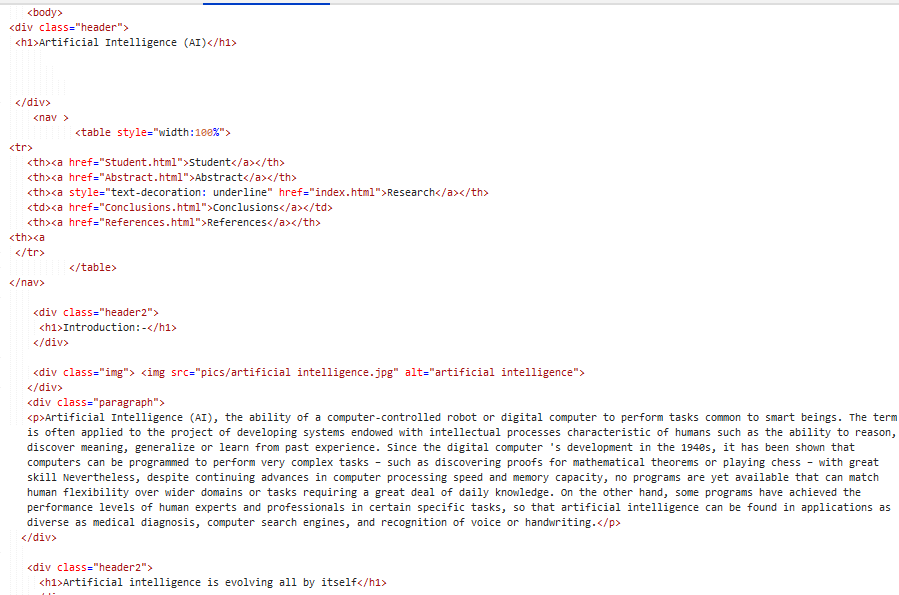 <body>
<div class="header">
<h1>Artificial Intelligence (AI)</h1>
</div>
<nav >
<table style="width:100%">
<tr>
<th><a href="Student.html">Student</a></th>
<th><a href="Abstract.html">Abstract</a></th>
<th><a style="text-decoration: underline" href="index.html">Research</a></th>
<td><a href="Conclusions.html">Conclusions</a></td>
<th><a href="References.html">References</a></th>
<th><a
</tr>
</table>
</nav>
<div class="header2">
<h1>Introduction:-</h1>
</div>
<div class="img"> <img src="pics/artificial intelligence.jpg" alt="artificial intelligence">
</div>
<div class="paragraph">
<p>Artificial Intelligence (AI), the ability of a computer-controlled robot or digital computer to perform tasks common to smart beings. The term
is often applied to the project of developing systems endowed with intellectual processes characteristic of humans such as the ability to reason,
discover meaning, generalize or learn from past experience. Since the digital computer 's development in the 1940s, it has been shown that
computers can be programmed to perform very complex tasks – such as discovering proofs for mathematical theorems or playing chess – with great
skill Nevertheless, despite continuing advances in computer processing speed and memory capacity, no programs are yet available that can match
human flexibility over wider domains or tasks requiring a great deal of daily knowledge. On the other hand, some programs have achieved the
performance levels of human experts and professionals in certain specific tasks, so that artificial intelligence can be found in applications as
diverse as medical diagnosis, computer search engines, and recognition of voice or handwriting.</p>
</div>
<div class="header2">
<h1>Artificial intelligence is evolving all by itself</h1>